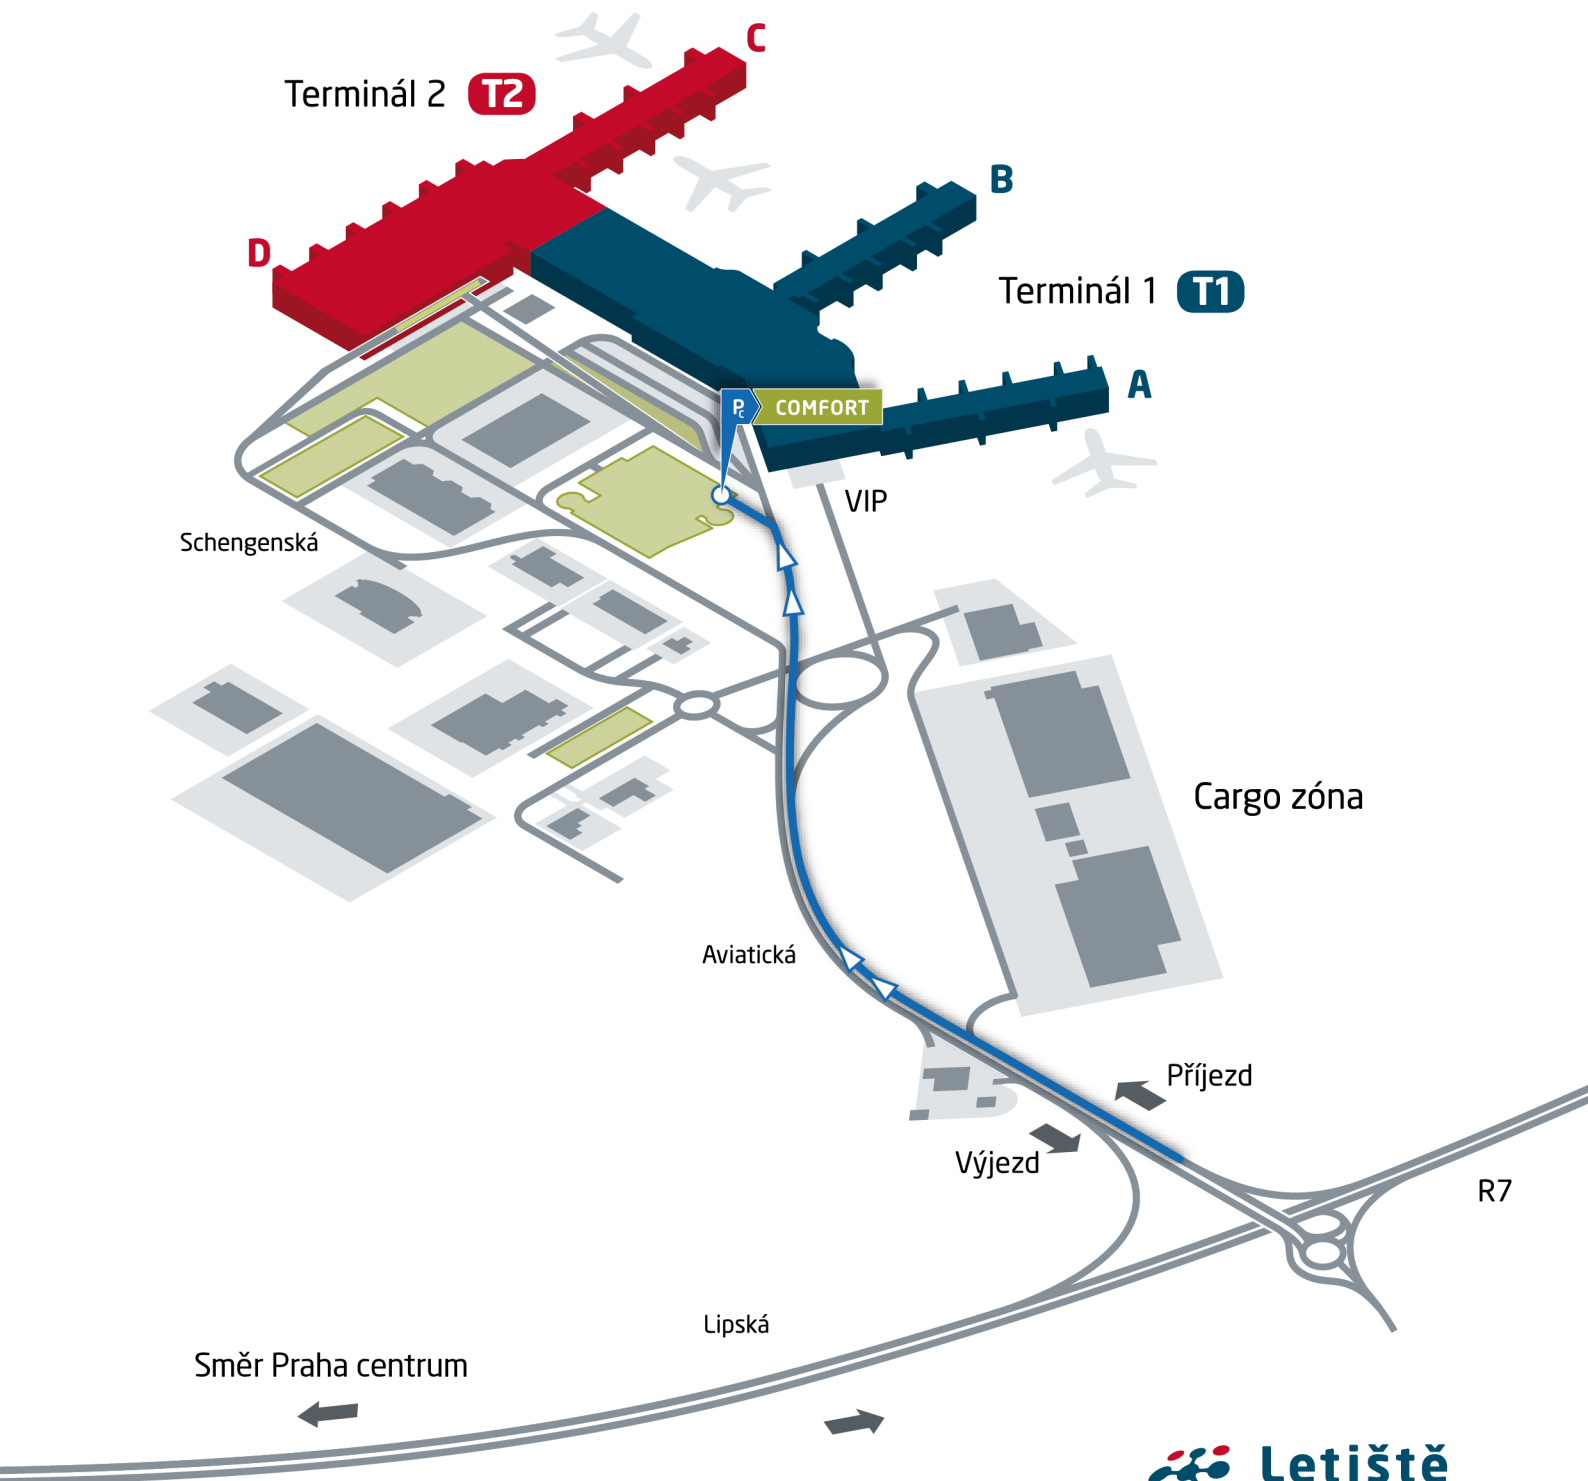 C
Terminál 2 T2
B
D
Terminál 1 T1
A
PC COMFORT
VIP
Schengenská
Cargo zóna
Aviatická
Příjezd
Výjezd
R7
Lipská
Směr Praha centrum
Letiště